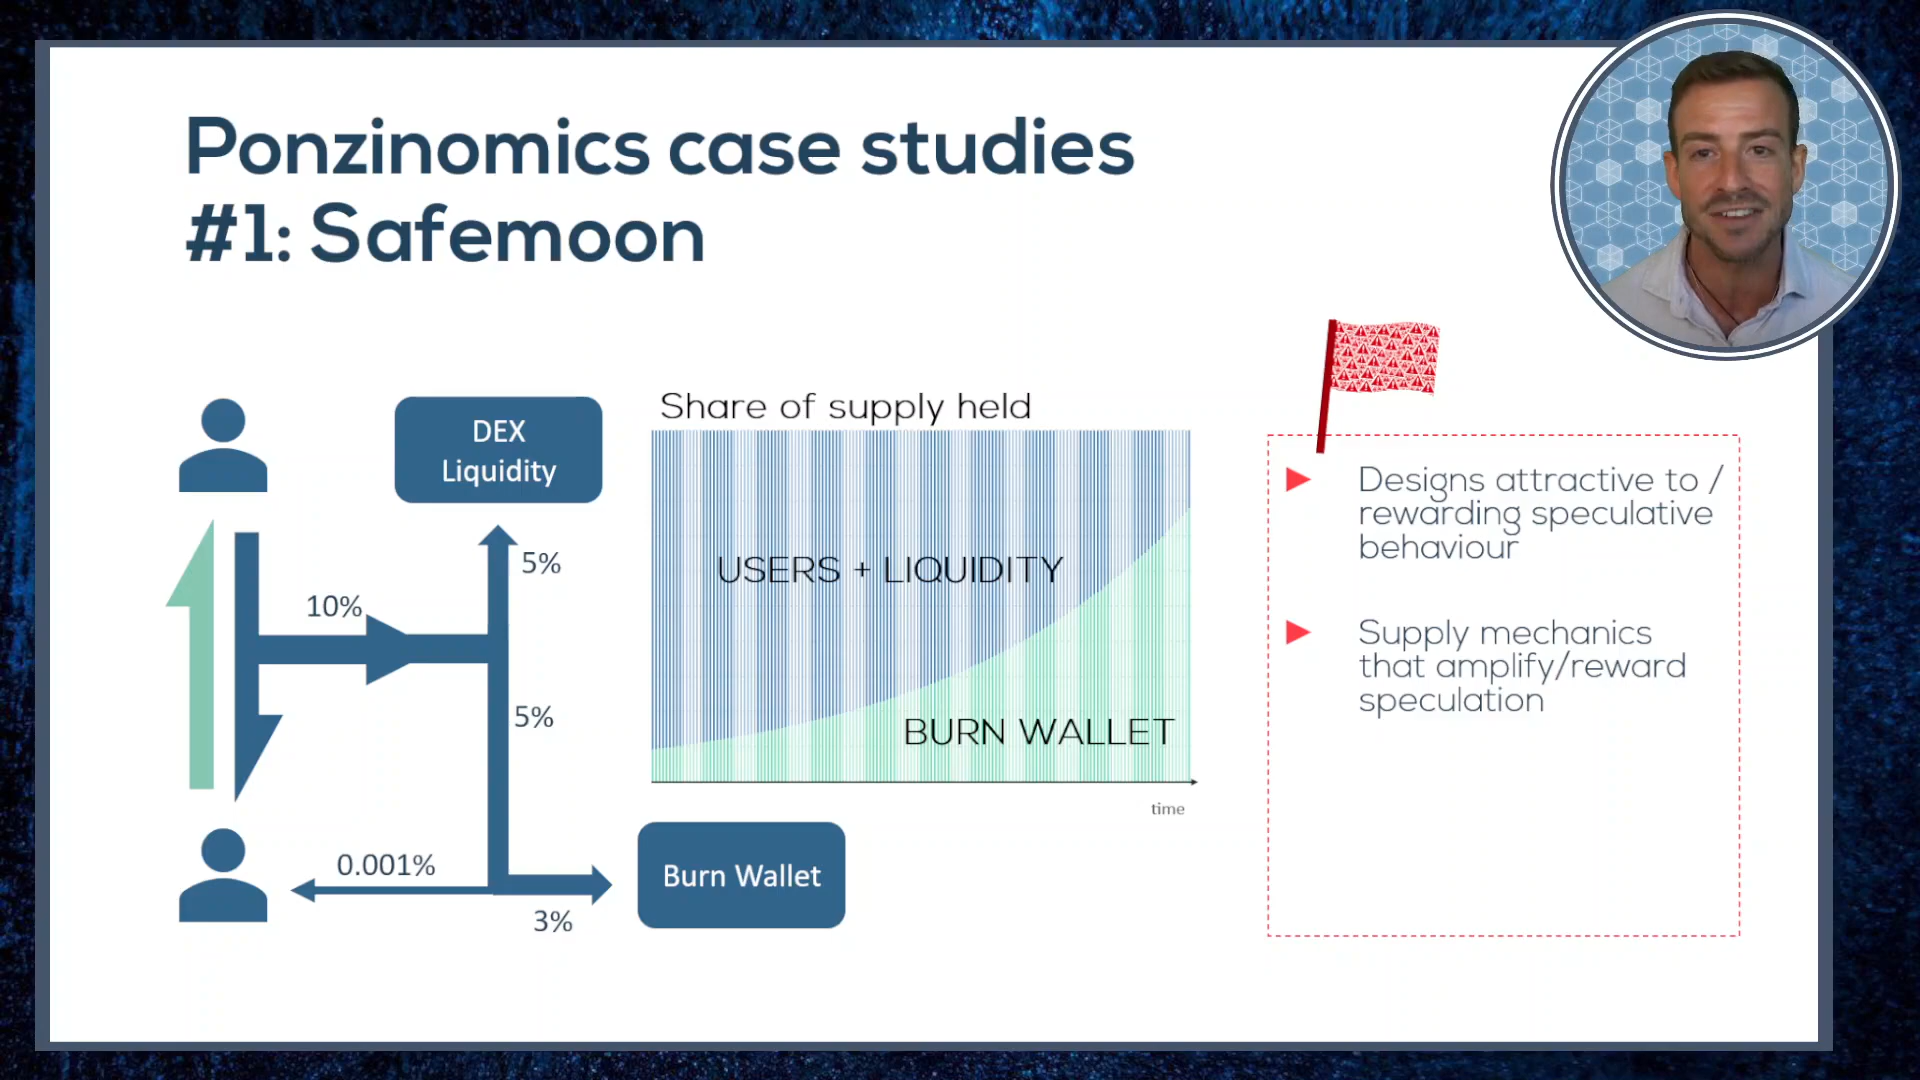 Ponzinomics case studies
#1: Safemoon
DEX
Liquidity
5%
10%
5%
0.001%
3%
Burn Wallet
Share of supply held
USERS + LIQUIDITY
BURN WALLET
time
Designs attractive to /
rewarding speculative
behaviour
Supply mechanics
that amplify/reward
speculation